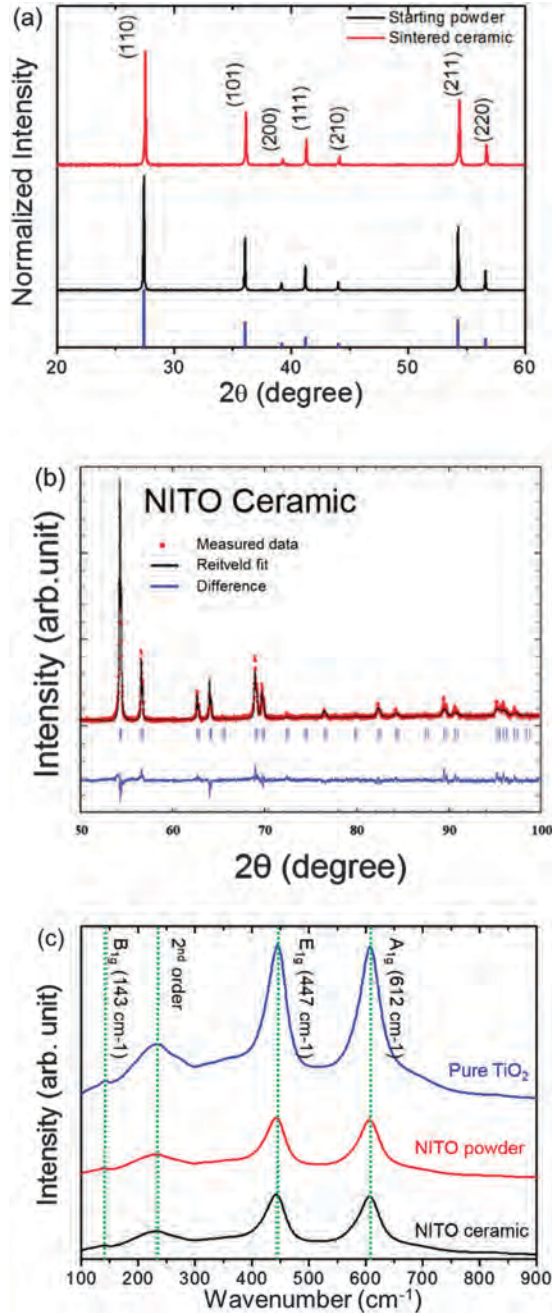 (a)
Starting powder
Sintered ceramic
(110)
(101)
(200)
(111)
(210)
(211)
(220)
Normalized Intensity
20 30 40 50 60
2θ (degree)
(b)
NITO Ceramic
Measured data
Reitveld fit
Difference
Intensity (arb.unit)
50 60 70 80 90 100
2θ (degree)
(c)
B1g (143 cm-1)
2nd order
E1g (447 cm-1)
A1g (612 cm-1)
Pure TiO2
NITO powder
NITO ceramic
Intensity (arb. unit)
100 200 300 400 500 600 700 800 900
Wavenumber (cm-1)